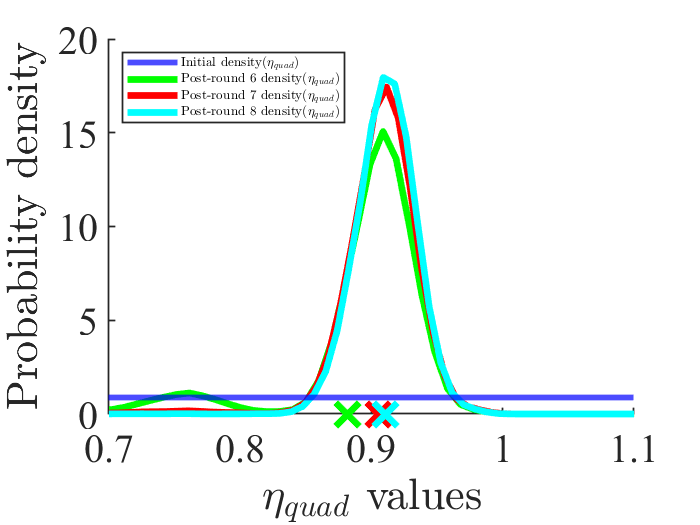 20
15
10
5
0
Probability density
Initial density(η_quad)
Post-round 6 density(η_quad)
Post-round 7 density(η_quad)
Post-round 8 density(η_quad)
0.7 0.8 0.9 1 1.1
η_quad values